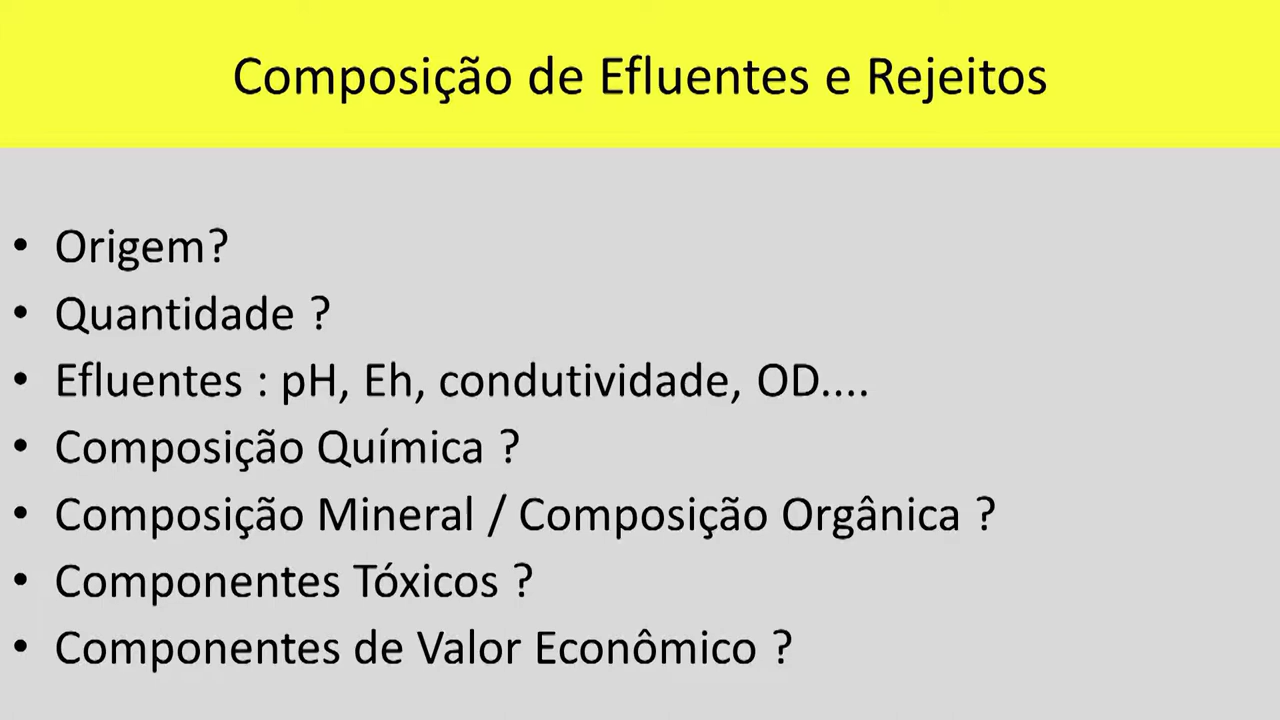 Composição de Efluentes e Rejeitos
• Origem?
• Quantidade ?
• Efluentes : pH, Eh, condutividade, OD....
• Composição Química ?
• Composição Mineral / Composição Orgânica ?
• Componentes Tóxicos ?
• Componentes de Valor Econômico ?